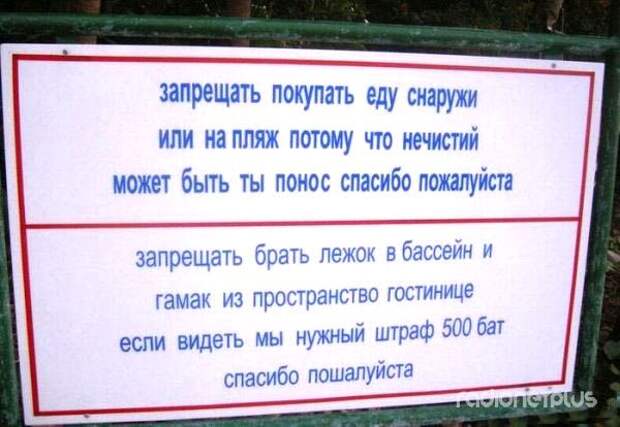 запрещать покупать еду снаружи
или на пляж потому что нечистий
может быть ты понос спасибо пожалуйста
запрещать брать лежок в бассейн и
гамак из пространство гостинице
если видеть мы нужный штраф 500 бат
спасибо пошалуйста
radionetplus